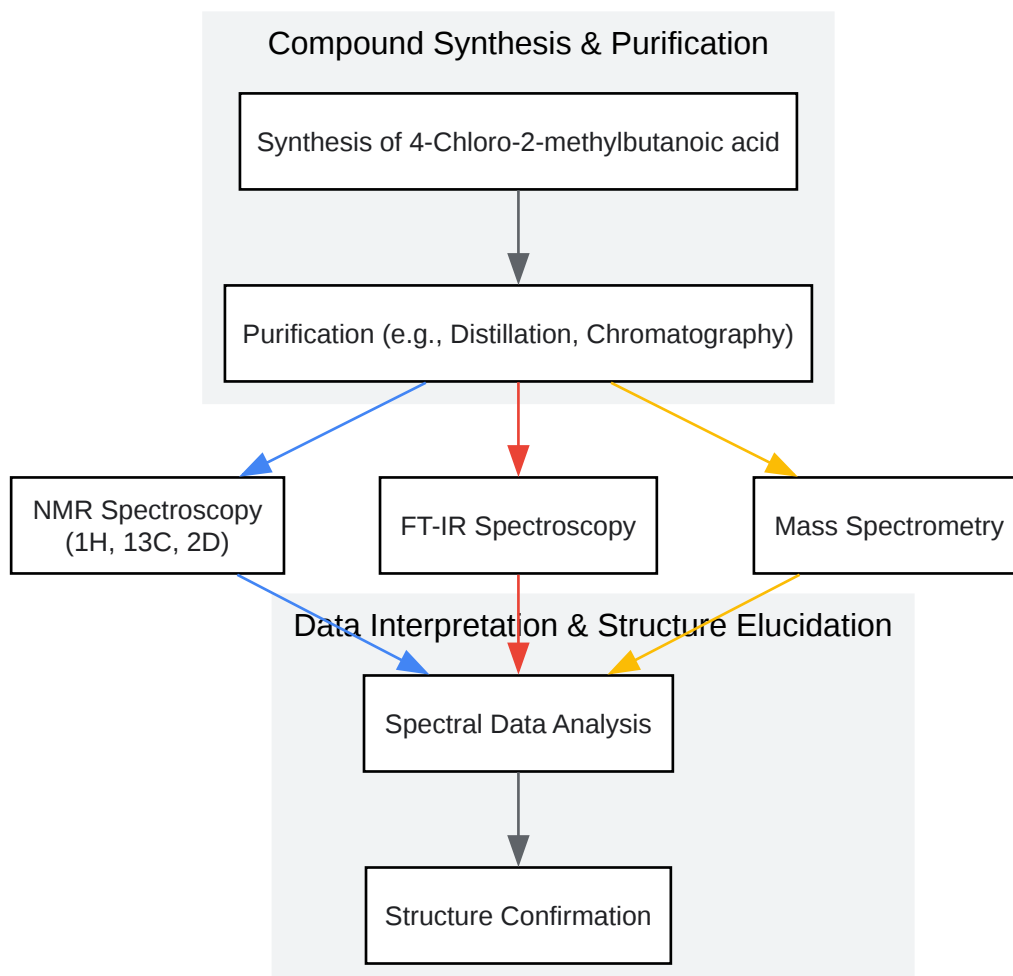 Compound Synthesis & Purification
Synthesis of 4-Chloro-2-methylbutanoic acid
Purification (e.g., Distillation, Chromatography)
NMR Spectroscopy
(1H, 13C, 2D)
FT-IR Spectroscopy
Mass Spectrometry
Data Interpretation & Structure Elucidation
Spectral Data Analysis
Structure Confirmation